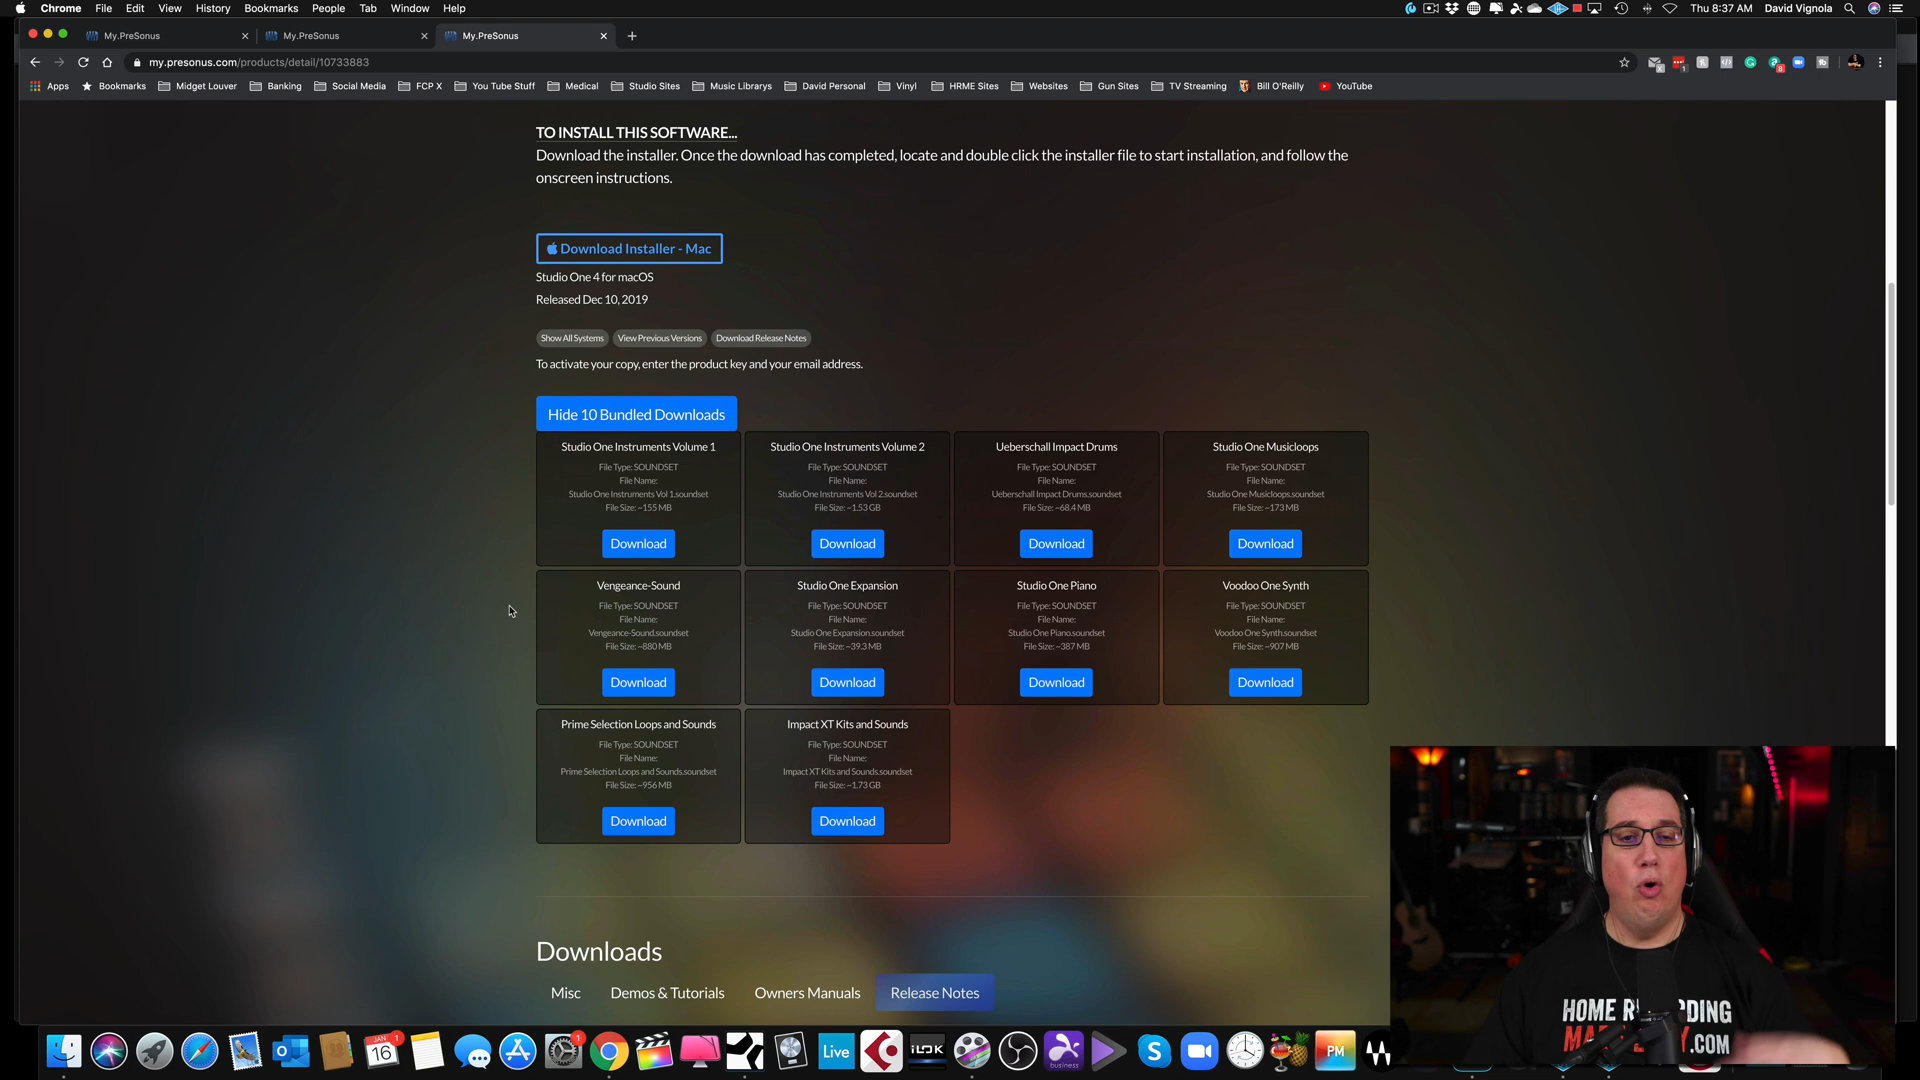 Chrome File Edit View History Bookmarks People Tab Window Help
Thu 8:37 AM David Vignola
My.PreSonus
My.PreSonus
My.PreSonus
my.presonus.com/products/detail/10733883
Apps
Bookmarks
Midget Louver
Banking
Social Media
FCP X
You Tube Stuff
Medical
Studio Sites
Music Librarys
David Personal
Vinyl
HRME Sites
Websites
Gun Sites
TV Streaming
Bill O'Reilly
YouTube
TO INSTALL THIS SOFTWARE...
Download the installer. Once the download has completed, locate and double click the installer file to start installation, and follow the
onscreen instructions.
Download Installer - Mac
Studio One 4 for macOS
Released Dec 10, 2019
Show All Systems
View Previous Versions
Download Release Notes
To activate your copy, enter the product key and your email address.
Hide 10 Bundled Downloads
Studio One Instruments Volume 1
File Type: SOUNDSET
File Name:
Studio One Instruments Vol 1.soundset
File Size: ~155 MB
Download
Studio One Instruments Volume 2
File Type: SOUNDSET
File Name:
Studio One Instruments Vol 2.soundset
File Size: ~1.53 GB
Download
Ueberschall Impact Drums
File Type: SOUNDSET
File Name:
Ueberschall Impact Drums.soundset
File Size: ~68.4 MB
Download
Studio One Musicloops
File Type: SOUNDSET
File Name:
Studio One Musicloops.soundset
File Size: ~173 MB
Download
Vengeance-Sound
File Type: SOUNDSET
File Name:
Vengeance-Sound.soundset
File Size: ~880 MB
Download
Studio One Expansion
File Type: SOUNDSET
File Name:
Studio One Expansion.soundset
File Size: ~39.3 MB
Download
Studio One Piano
File Type: SOUNDSET
File Name:
Studio One Piano.soundset
File Size: ~387 MB
Download
Voodoo One Synth
File Type: SOUNDSET
File Name:
Voodoo One Synth.soundset
File Size: ~907 MB
Download
Prime Selection Loops and Sounds
File Type: SOUNDSET
File Name:
Prime Selection Loops and Sounds.soundset
File Size: ~956 MB
Download
Impact XT Kits and Sounds
File Type: SOUNDSET
File Name:
Impact XT Kits and Sounds.soundset
File Size: ~1.73 GB
Download
Downloads
Misc
Demos & Tutorials
Owners Manuals
Release Notes
HOME
.COM
JAN
16
1
1
Live
iLOK
business
PM